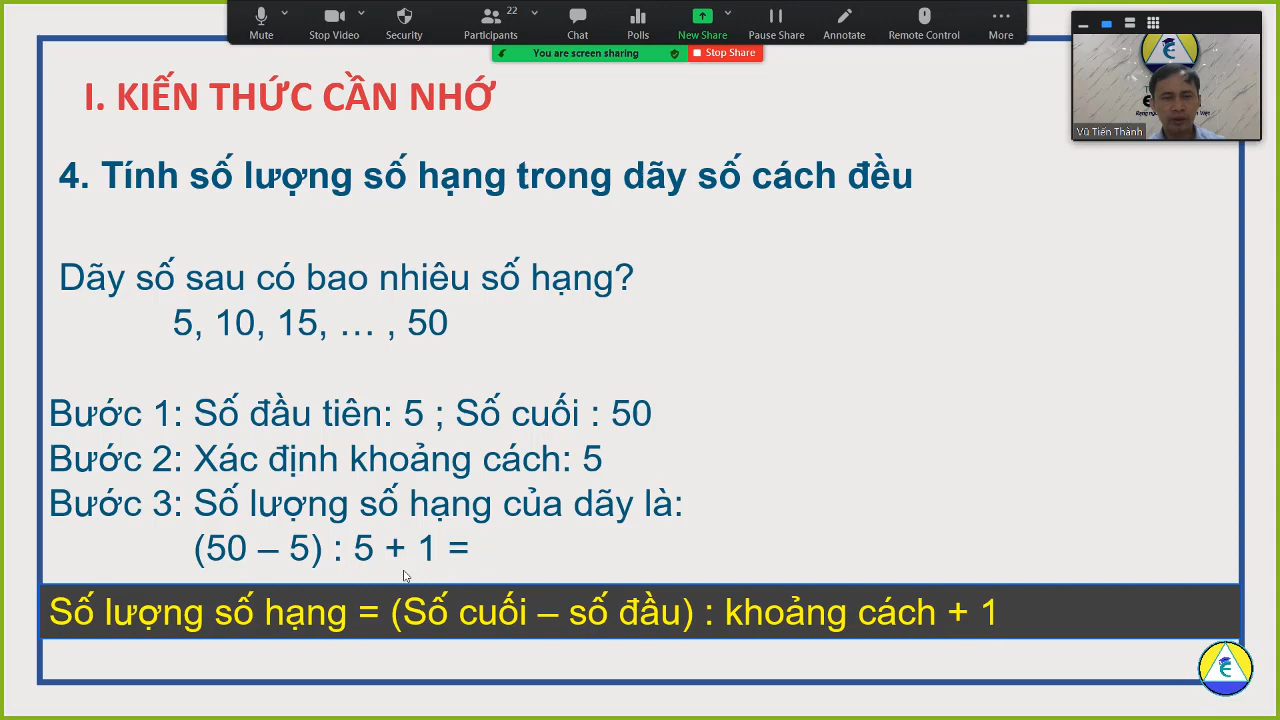 Mute
Stop Video
Security
22
Participants
Chat
Polls
New Share
Pause Share
Annotate
Remote Control
More
You are screen sharing
Stop Share
Vũ Tiến Thành
I. KIẾN THỨC CẦN NHỚ
4. Tính số lượng số hạng trong dãy số cách đều
Dãy số sau có bao nhiêu số hạng?
5, 10, 15, … , 50
Bước 1: Số đầu tiên: 5 ; Số cuối : 50
Bước 2: Xác định khoảng cách: 5
Bước 3: Số lượng số hạng của dãy là:
(50 – 5) : 5 + 1 =
Số lượng số hạng = (Số cuối – số đầu) : khoảng cách + 1